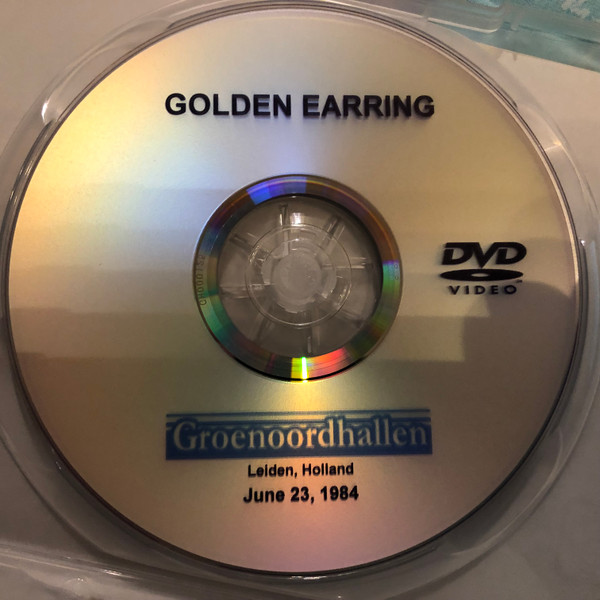 GOLDEN EARRING
DVD
VIDEO
Groenoordhallen
Leiden, Holland
June 23, 1984